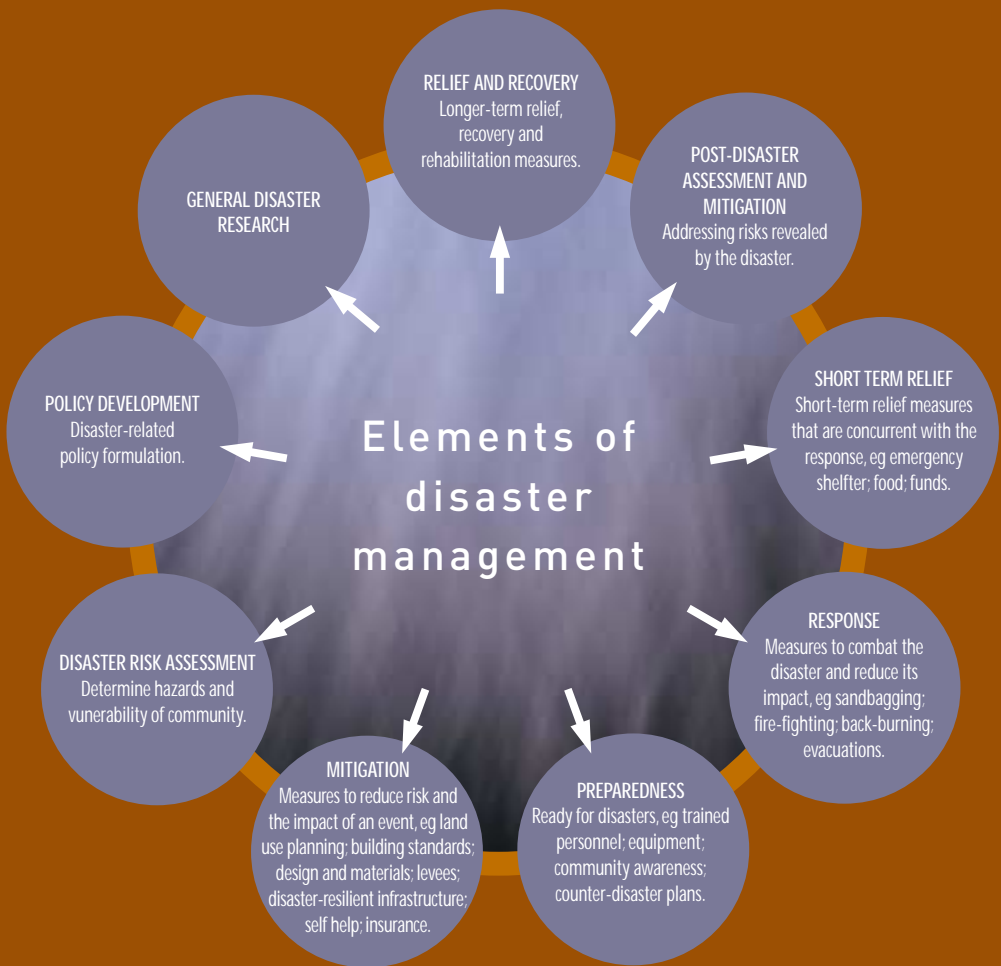 RELIEF AND RECOVERY
Longer-term relief,
recovery and
rehabilitation measures.
POST-DISASTER
ASSESSMENT AND
MITIGATION
Addressing risks revealed
by the disaster.
SHORT TERM RELIEF
Short-term relief measures
that are concurrent with the
response, eg emergency
shelfter; food; funds.
RESPONSE
Measures to combat the
disaster and reduce its
impact, eg sandbagging;
fire-fighting; back-burning;
evacuations.
PREPAREDNESS
Ready for disasters, eg trained
personnel; equipment;
community awareness;
counter-disaster plans.
MITIGATION
Measures to reduce risk and
the impact of an event, eg land
use planning; building standards;
design and materials; levees;
disaster-resilient infrastructure;
self help; insurance.
DISASTER RISK ASSESSMENT
Determine hazards and
vunerability of community.
POLICY DEVELOPMENT
Disaster-related
policy formulation.
GENERAL DISASTER
RESEARCH
Elements of
disaster
management